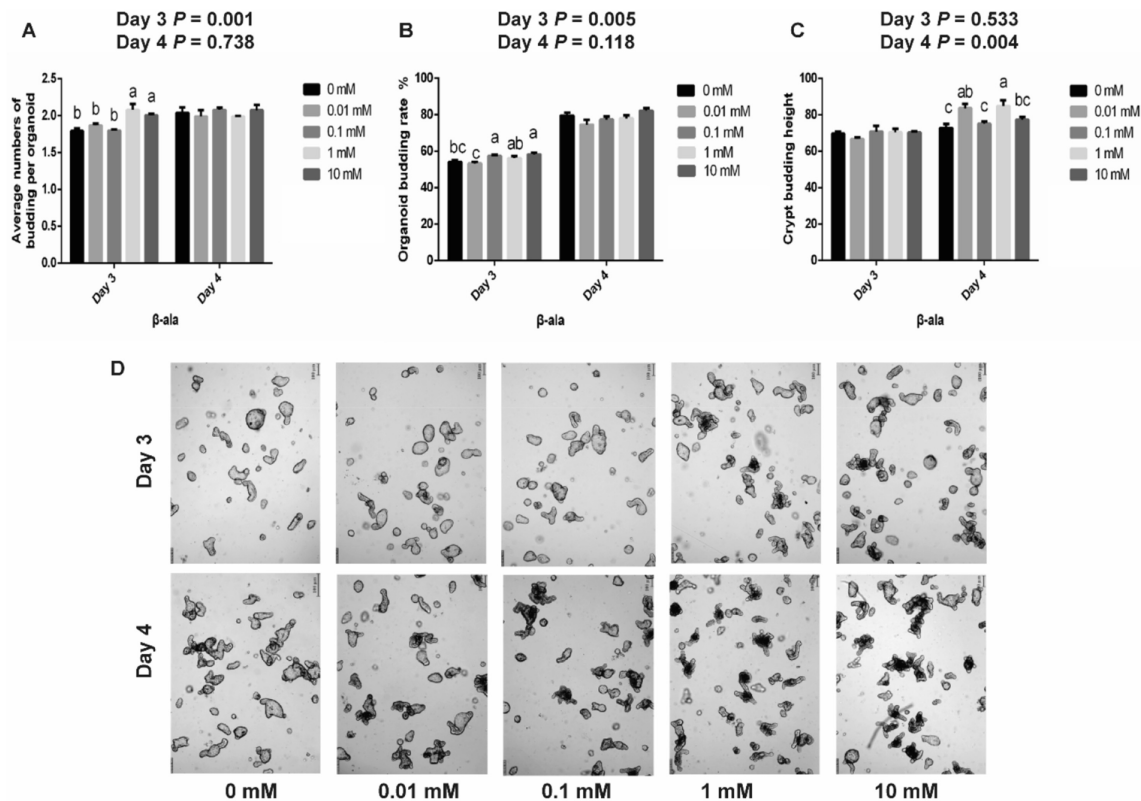 A
Day 3 P = 0.001
Day 4 P = 0.738
Average numbers of
budding per organoid
2.5
2.0
1.5
1.0
0.5
0.0
b b b a a
0 mM
0.01 mM
0.1 mM
1 mM
10 mM
Day 3
Day 4
β-ala
B
Day 3 P = 0.005
Day 4 P = 0.118
Organoid budding rate %
100
80
60
40
20
0
bc c a ab a
0 mM
0.01 mM
0.1 mM
1 mM
10 mM
Day 3
Day 4
β-ala
C
Day 3 P = 0.533
Day 4 P = 0.004
Crypt budding height
100
80
60
40
20
0
c ab c a bc
0 mM
0.01 mM
0.1 mM
1 mM
10 mM
Day 3
Day 4
β-ala
D
Day 3
Day 4
0 mM
0.01 mM
0.1 mM
1 mM
10 mM